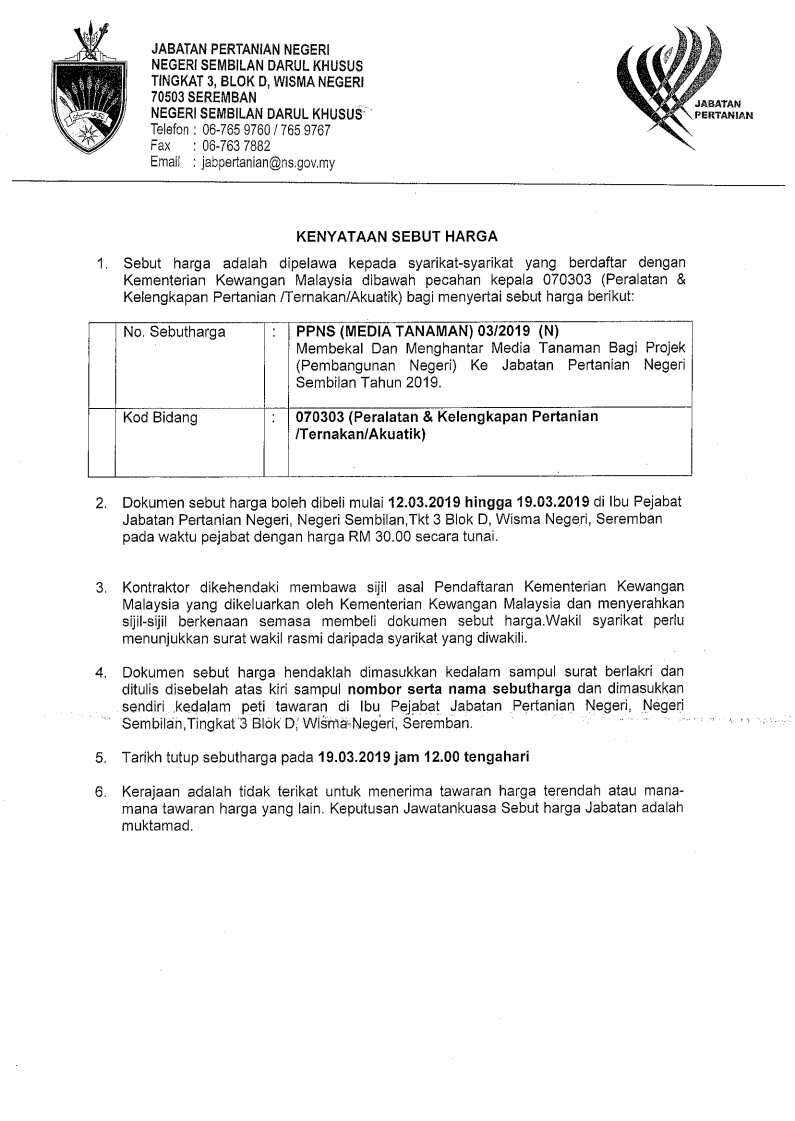 JABATAN PERTANIAN NEGERI
NEGERI SEMBILAN DARUL KHUSUS
TINGKAT 3, BLOK D, WISMA NEGERI
70503 SEREMBAN
NEGERI SEMBILAN DARUL KHUSUS
Telefon : 06-765 9760 / 765 9767
Fax : 06-763 7882
Email : jabpertanian@ns.gov.my
JABATAN
PERTANIAN
KENYATAAN SEBUT HARGA
1. Sebut harga adalah dipelawa kepada syarikat-syarikat yang berdaftar dengan
Kementerian Kewangan Malaysia dibawah pecahan kepala 070303 (Peralatan &
Kelengkapan Pertanian /Ternakan/Akuatik) bagi menyertai sebut harga berikut:
No. Sebutharga : PPNS (MEDIA TANAMAN) 03/2019 (N)
Membekal Dan Menghantar Media Tanaman Bagi Projek
(Pembangunan Negeri) Ke Jabatan Pertanian Negeri
Sembilan Tahun 2019.
Kod Bidang : 070303 (Peralatan & Kelengkapan Pertanian
/Ternakan/Akuatik)
2. Dokumen sebut harga boleh dibeli mulai 12.03.2019 hingga 19.03.2019 di Ibu Pejabat
Jabatan Pertanian Negeri, Negeri Sembilan,Tkt 3 Blok D, Wisma Negeri, Seremban
pada waktu pejabat dengan harga RM 30.00 secara tunai.
3. Kontraktor dikehendaki membawa sijil asal Pendaftaran Kementerian Kewangan
Malaysia yang dikeluarkan oleh Kementerian Kewangan Malaysia dan menyerahkan
sijil-sijil berkenaan semasa membeli dokumen sebut harga.Wakil syarikat perlu
menunjukkan surat wakil rasmi daripada syarikat yang diwakili.
4. Dokumen sebut harga hendaklah dimasukkan kedalam sampul surat berlakri dan
ditulis disebelah atas kiri sampul nombor serta nama sebutharga dan dimasukkan
sendiri kedalam peti tawaran di Ibu Pejabat Jabatan Pertanian Negeri, Negeri
Sembilan,Tingkat 3 Blok D, Wisma Negeri, Seremban.
5. Tarikh tutup sebutharga pada 19.03.2019 jam 12.00 tengahari
6. Kerajaan adalah tidak terikat untuk menerima tawaran harga terendah atau mana-
mana tawaran harga yang lain. Keputusan Jawatankuasa Sebut harga Jabatan adalah
muktamad.